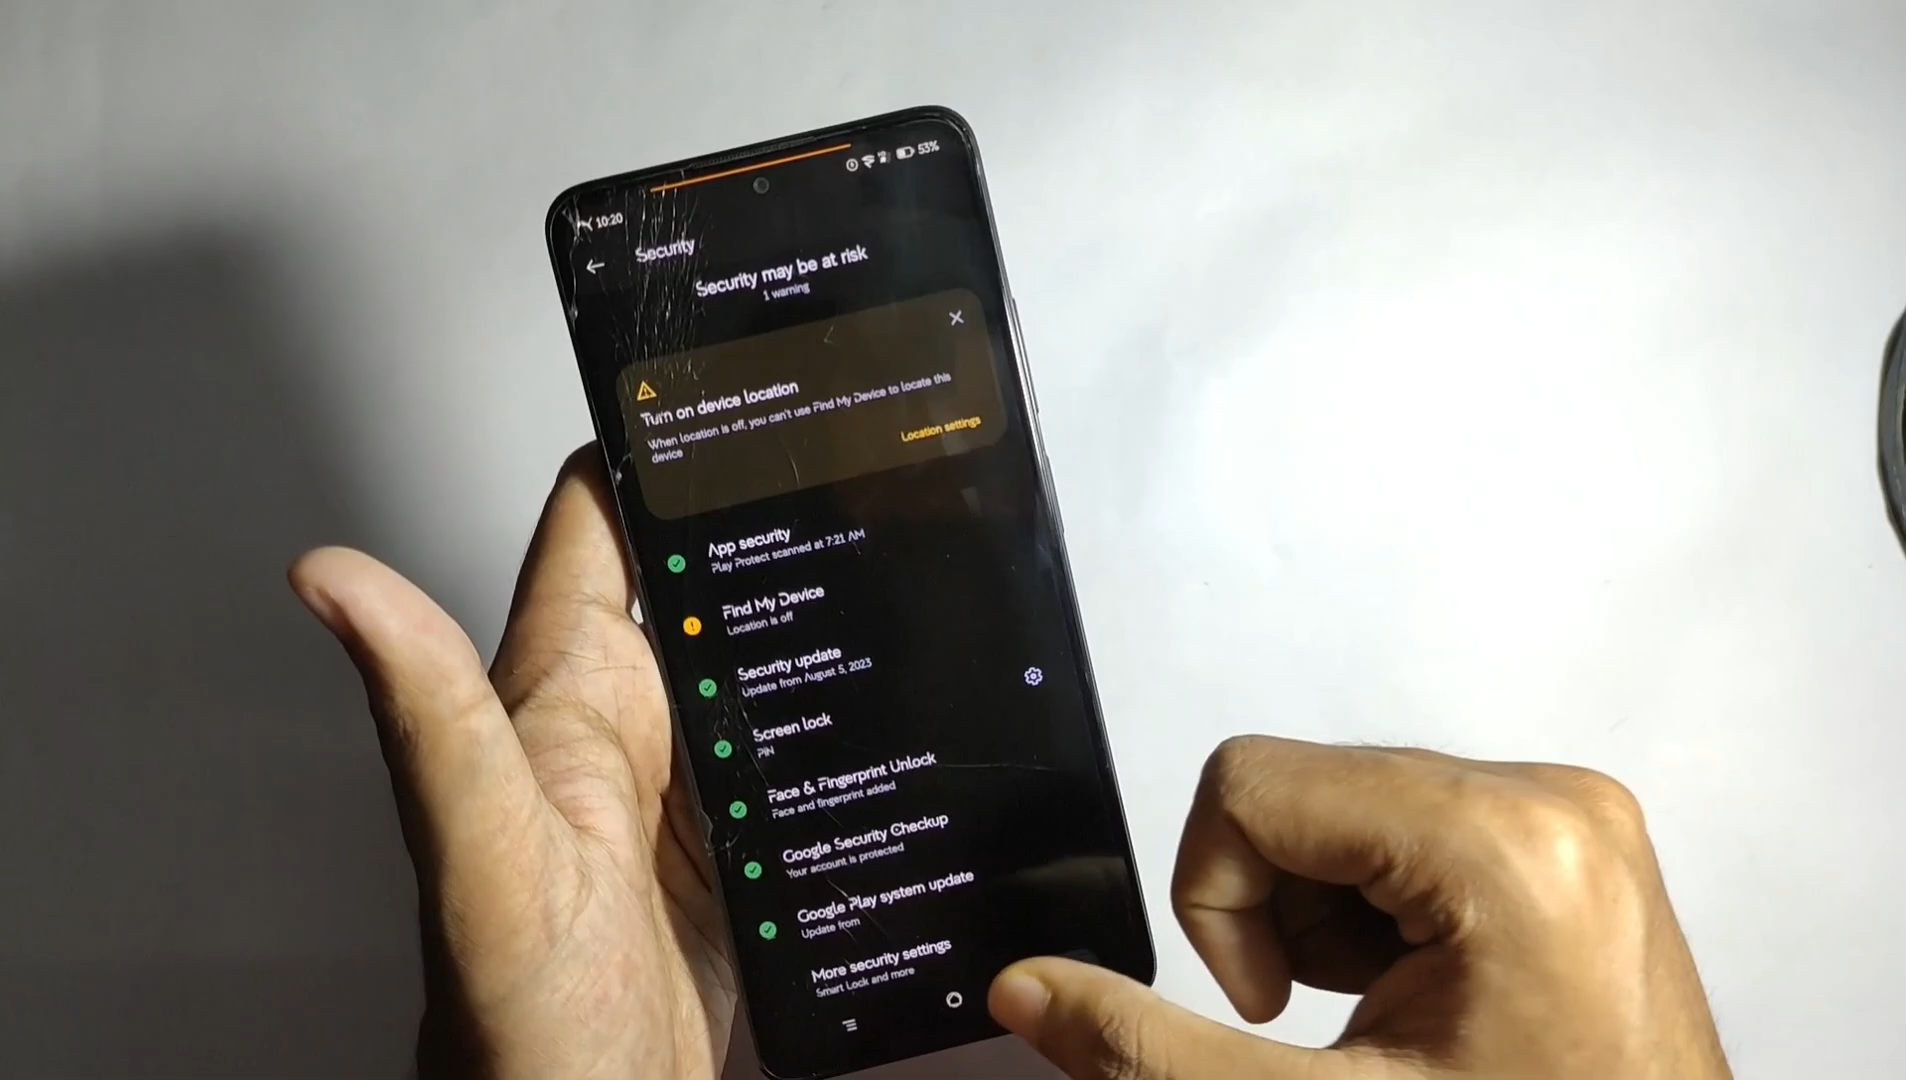 10:20
53%
Security
Security may be at risk
1 warning
Turn on device location
When location is off, you can't use Find My Device to locate this
device
Location settings
App security
Play Protect scanned at 7:21 AM
Find My Device
Location is off
Security update
Update from August 5, 2023
Screen lock
PIN
Face & Fingerprint Unlock
Face and fingerprint added
Google Security Checkup
Your account is protected
Google Play system update
Update from
More security settings
Smart Lock and more